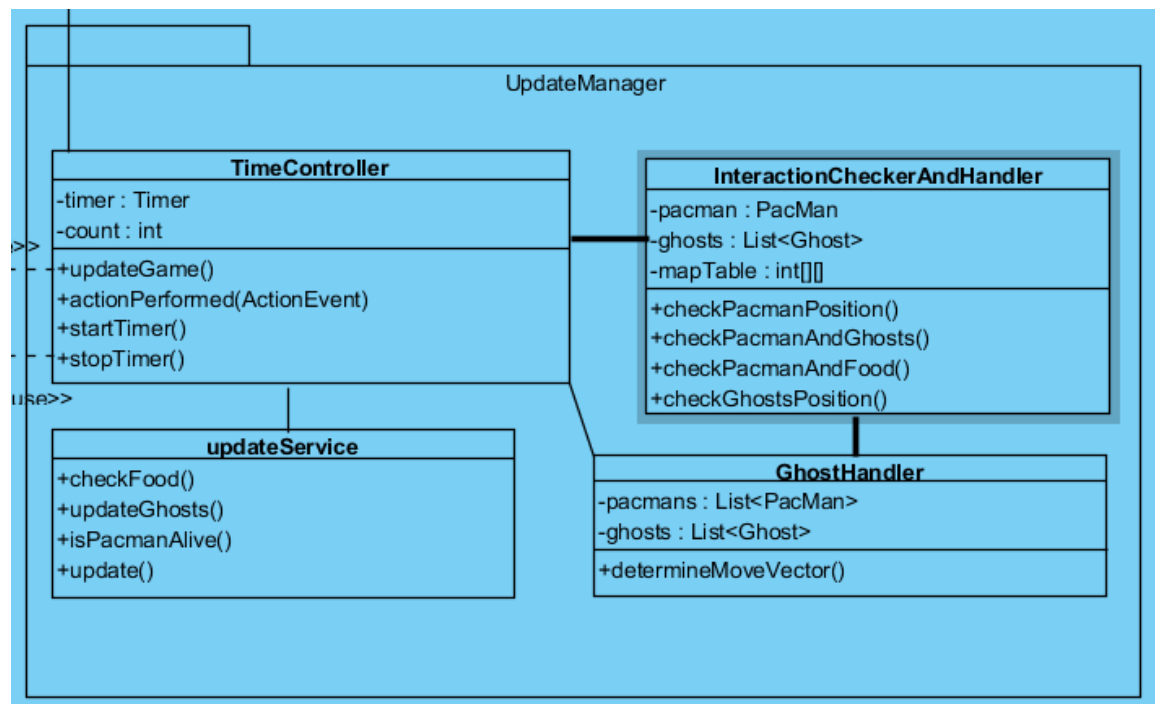 UpdateManager
TimeController
-timer : Timer
-count : int
+updateGame()
+actionPerformed(ActionEvent)
+startTimer()
+stopTimer()
InteractionCheckerAndHandler
-pacman : PacMan
-ghosts : List<Ghost>
-mapTable : int[][]
+checkPacmanPosition()
+checkPacmanAndGhosts()
+checkPacmanAndFood()
+checkGhostsPosition()
>>
use>>
updateService
+checkFood()
+updateGhosts()
+isPacmanAlive()
+update()
GhostHandler
-pacmans : List<PacMan>
-ghosts : List<Ghost>
+determineMoveVector()